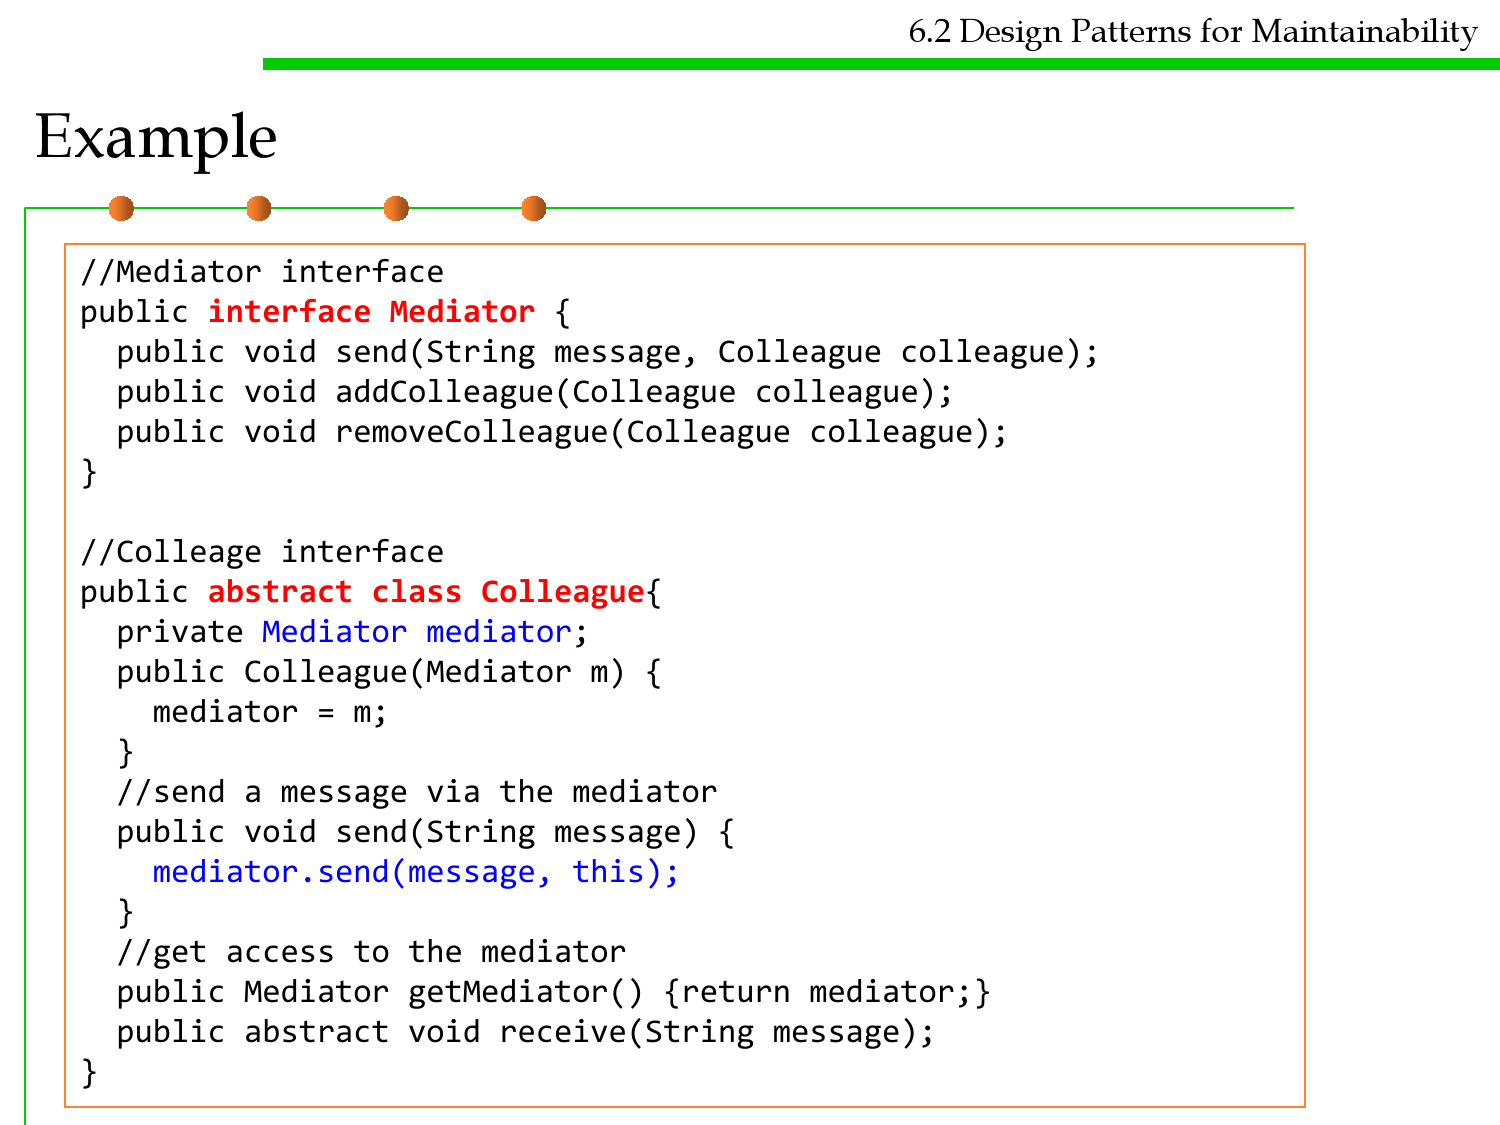 6.2 Design Patterns for Maintainability
Example
//Mediator interface
public interface Mediator {
  public void send(String message, Colleague colleague);
  public void addColleague(Colleague colleague);
  public void removeColleague(Colleague colleague);
}

//Colleage interface
public abstract class Colleague{
  private Mediator mediator;
  public Colleague(Mediator m) {
    mediator = m;
  }
  //send a message via the mediator
  public void send(String message) {
    mediator.send(message, this);
  }
  //get access to the mediator
  public Mediator getMediator() {return mediator;}
  public abstract void receive(String message);
}